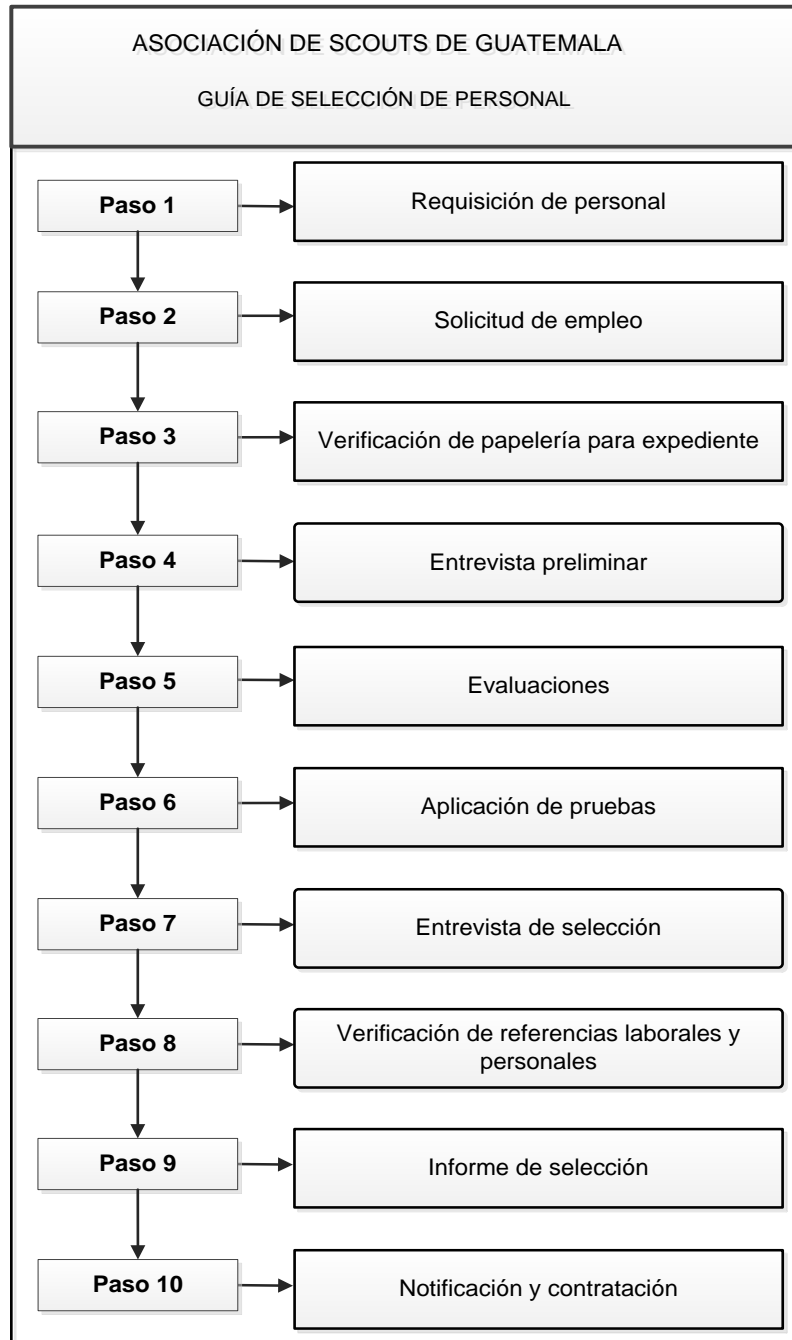 ASOCIACIÓN DE SCOUTS DE GUATEMALA
GUÍA DE SELECCIÓN DE PERSONAL
Paso 1
Requisición de personal
Paso 2
Solicitud de empleo
Paso 3
Verificación de papelería para expediente
Paso 4
Entrevista preliminar
Paso 5
Evaluaciones
Paso 6
Aplicación de pruebas
Paso 7
Entrevista de selección
Paso 8
Verificación de referencias laborales y
personales
Paso 9
Informe de selección
Paso 10
Notificación y contratación